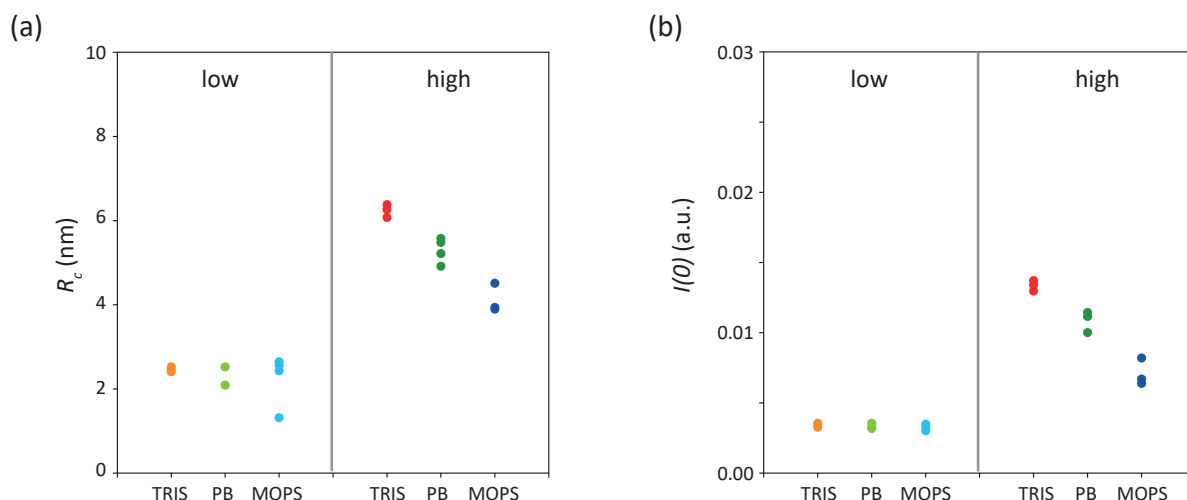 (a)
10
8
6
4
2
0
R_c (nm)
low
high
TRIS PB MOPS TRIS PB MOPS
(b)
0.03
0.02
0.01
0.00
I(0) (a.u.)
low
high
TRIS PB MOPS TRIS PB MOPS